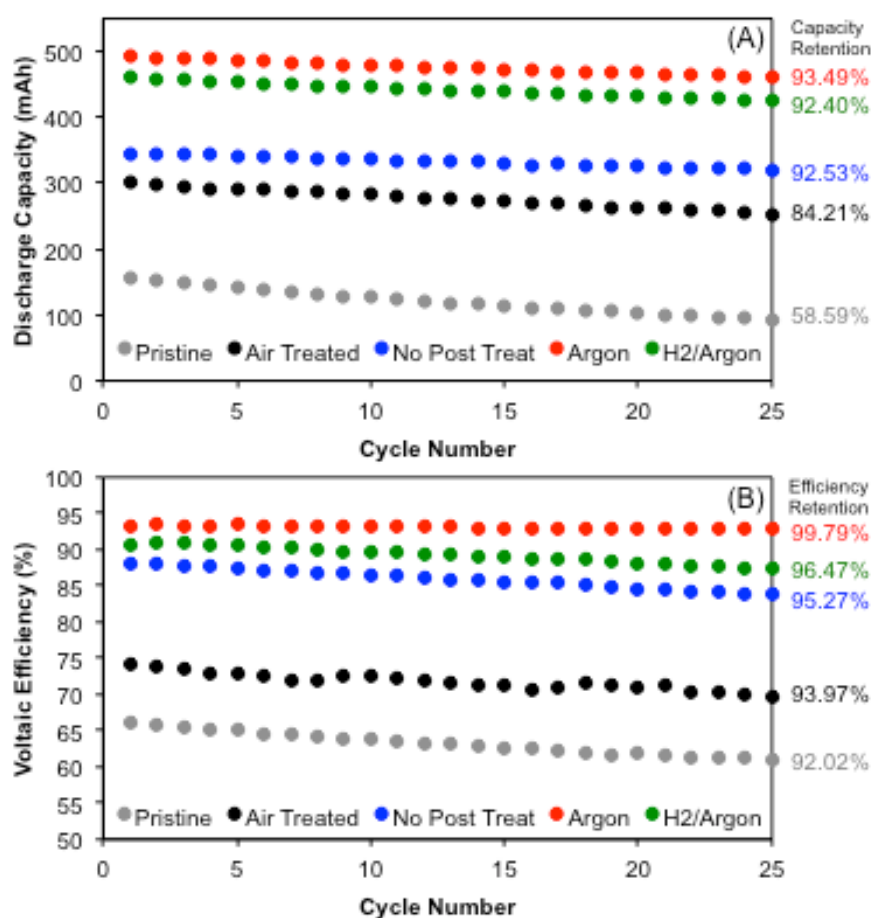 (A)
Capacity
Retention
500
400
300
200
100
0
Discharge Capacity (mAh)
93.49%
92.40%
92.53%
84.21%
58.59%
Pristine Air Treated No Post Treat Argon H2/Argon
0 5 10 15 20 25
Cycle Number
(B)
Efficiency
Retention
100
95
90
85
80
75
70
65
60
55
50
Voltaic Efficiency (%)
99.79%
96.47%
95.27%
93.97%
92.02%
Pristine Air Treated No Post Treat Argon H2/Argon
0 5 10 15 20 25
Cycle Number